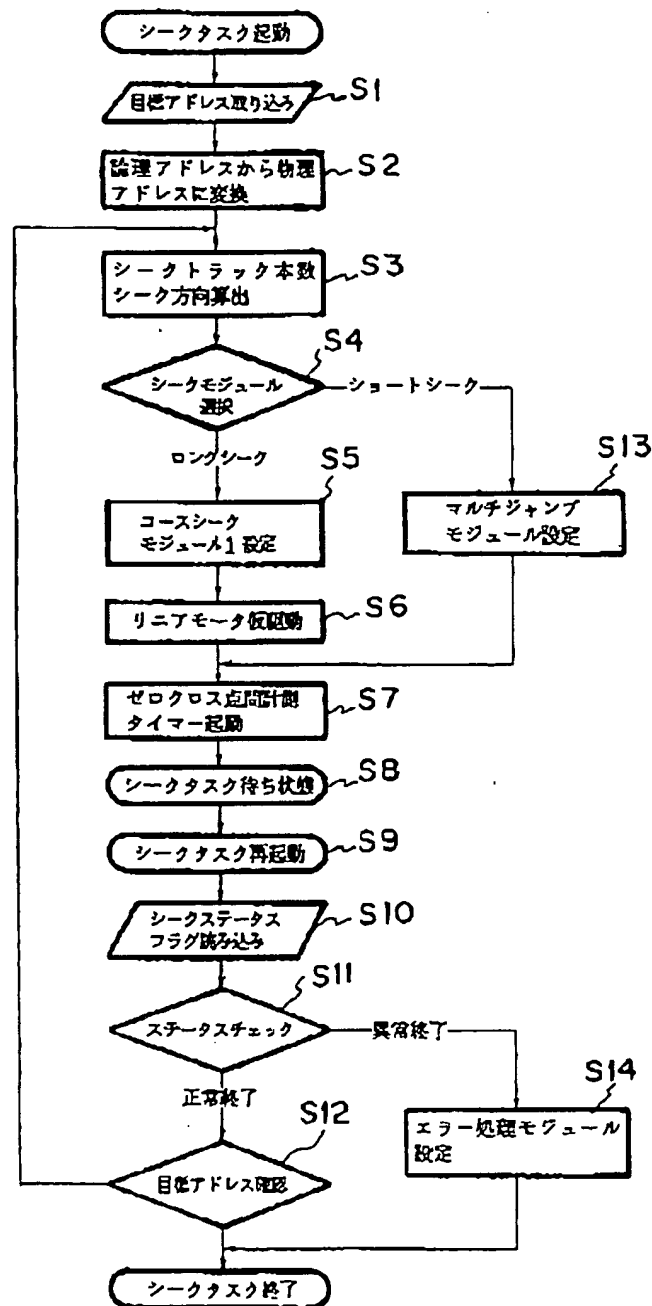 シークタスク起動
目標アドレス取り込み
S1
論理アドレスから物理
アドレスに変換
S2
シークトラック本数
シーク方向算出
S3
シークモジュール
選択
S4
ショートシーク
ロングシーク
コースシーク
モジュール1設定
S5
マルチジャンプ
モジュール設定
S13
リニアモータ仮駆動
S6
ゼロクロス点間計測
タイマー起動
S7
シークタスク待ち状態
S8
シークタスク再起動
S9
シークステータス
フラグ読み込み
S10
ステータスチェック
S11
異常終了
正常終了
エラー処理モジュール
設定
S14
目標アドレス確認
S12
シークタスク終了